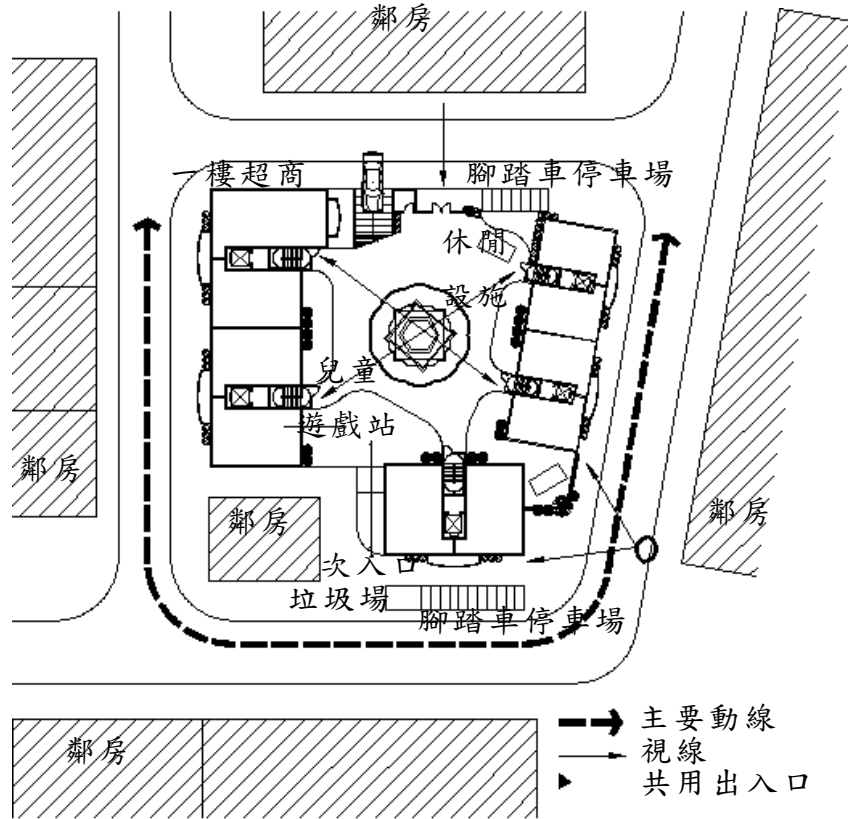 鄰房
一樓超商
腳踏車停車場
休閒
設施
兒童
遊戲站
鄰房
鄰房
鄰房
次入口
垃圾場
腳踏車停車場
鄰房
主要動線
視線
共用出入口